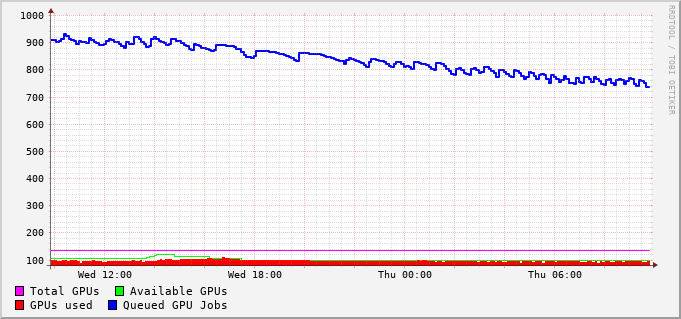 1000
900
800
700
600
500
400
300
200
100
Wed 12:00 Wed 18:00 Thu 00:00 Thu 06:00
Total GPUs Available GPUs
GPUs used Queued GPU Jobs
RRDTOOL / TOBI OETIKER